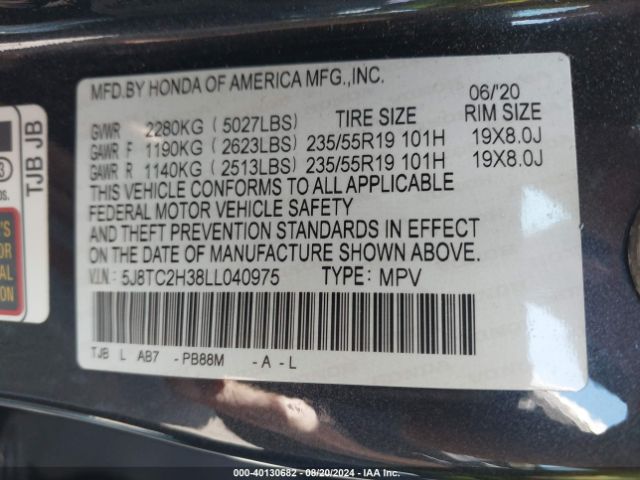 MFD.BY HONDA OF AMERICA MFG.,INC.
06/'20
GVWR 2280KG (5027LBS) TIRE SIZE RIM SIZE
GAWR F 1190KG (2623LBS) 235/55R19 101H 19X8.0J
GAWR R 1140KG (2513LBS) 235/55R19 101H 19X8.0J
THIS VEHICLE CONFORMS TO ALL APPLICABLE
FEDERAL MOTOR VEHICLE SAFETY
AND THEFT PREVENTION STANDARDS IN EFFECT
ON THE DATE OF MANUFACTURE SHOWN ABOVE.
V.I.N: 5J8TC2H38LL040975 TYPE: MPV
TJB L AB7 -PB88M -A-L
TJB JB
00-40130682 - 08/20/2024 - IAA Inc.